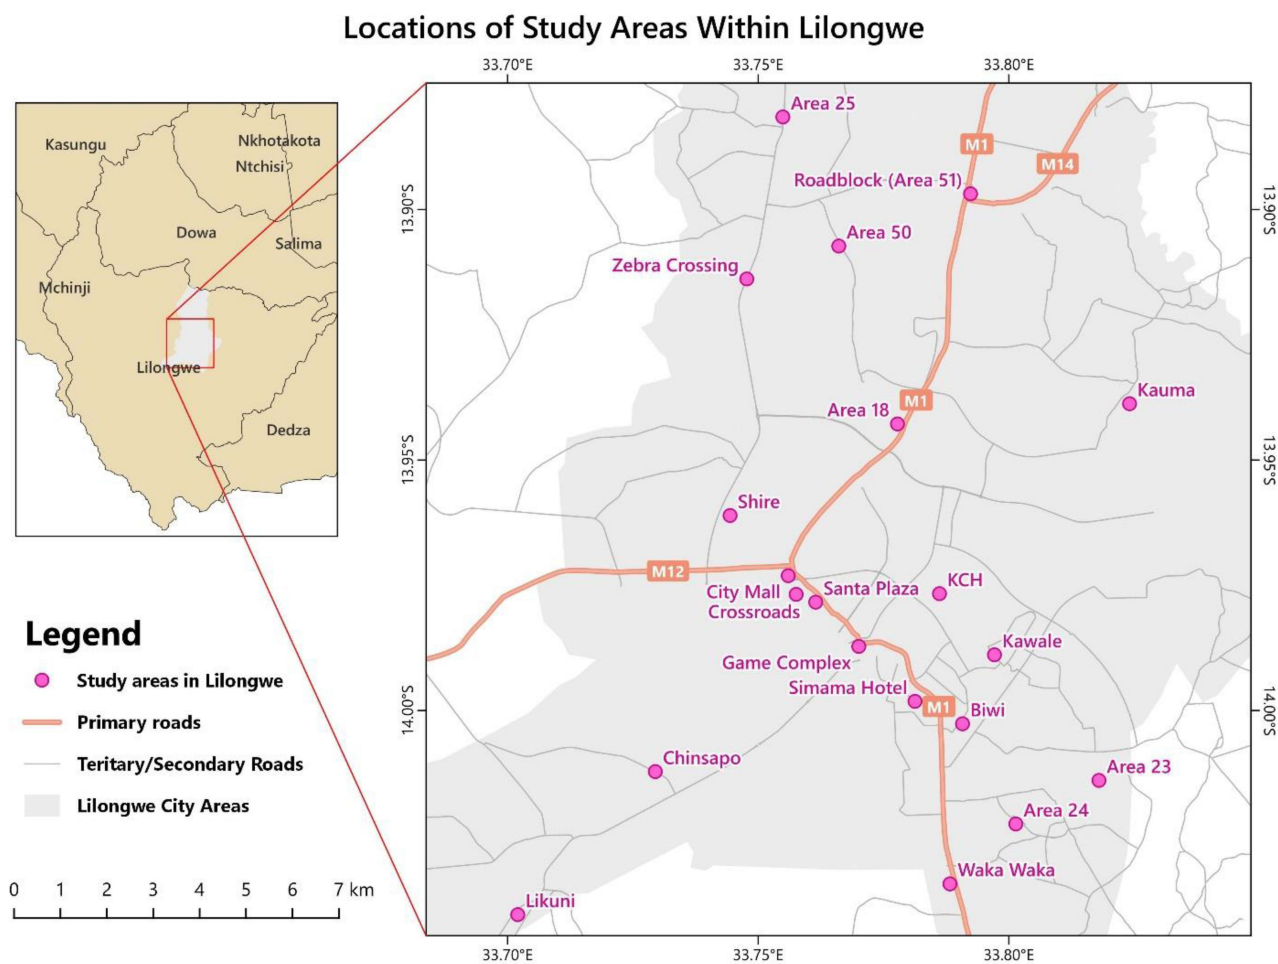 Locations of Study Areas Within Lilongwe
33.70°E
33.75°E
33.80°E
Kasungu
Nkhotakota
Ntchisi
Dowa
Salima
Mchinji
Lilongwe
Dedza
Area 25
M1
M14
Roadblock (Area 51)
13.90°S
13.90°S
Area 50
Zebra Crossing
Kauma
M1
Area 18
13.95°S
13.95°S
Shire
M12
City Mall
Santa Plaza
KCH
Crossroads
Kawale
Game Complex
Simama Hotel
M1
Biwi
14.00°S
14.00°S
Chinsapo
Area 23
Area 24
Waka Waka
Likuni
33.70°E
33.75°E
33.80°E
Legend
Study areas in Lilongwe
Primary roads
Teritary/Secondary Roads
Lilongwe City Areas
0 1 2 3 4 5 6 7 km